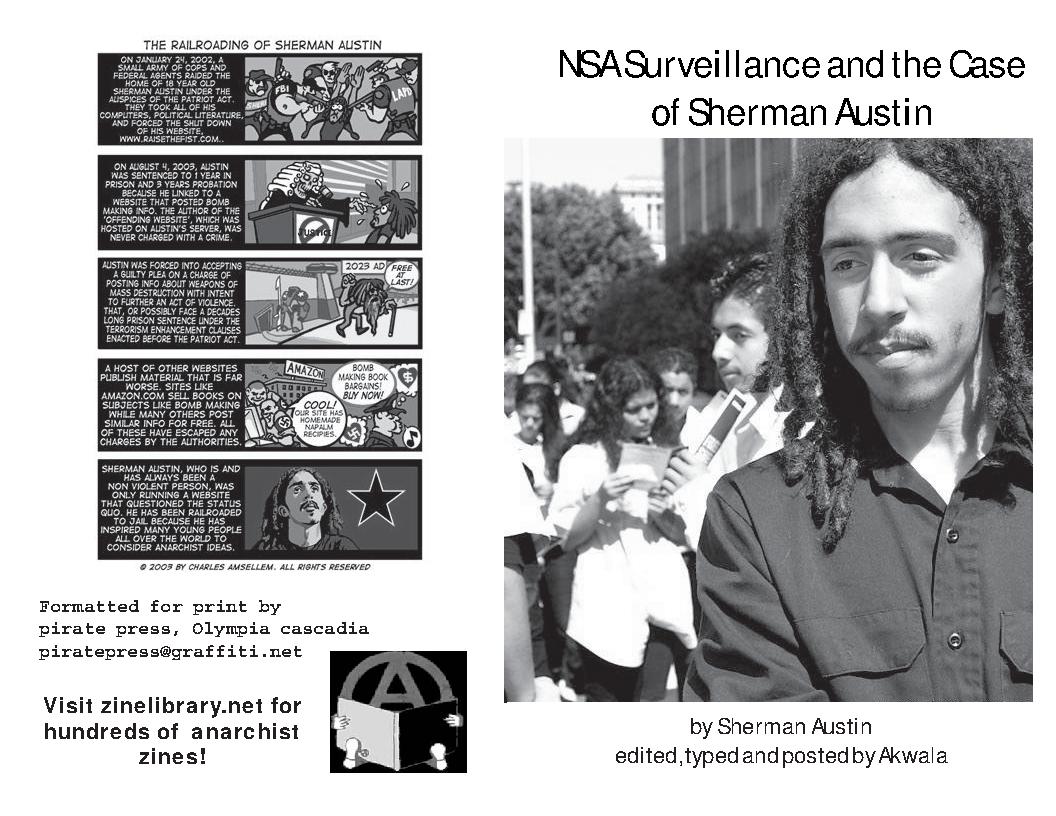 THE RAILROADING OF SHERMAN AUSTIN
ON JANUARY 24, 2002, A
SMALL ARMY OF COPS AND
FEDERAL AGENTS RAIDED THE
HOME OF 18 YEAR OLD
SHERMAN AUSTIN UNDER THE
AUSPICES OF THE PATRIOT ACT.
THEY TOOK ALL OF HIS
COMPUTERS, POLITICAL LITERATURE,
AND FORCED THE SHUT DOWN
OF HIS WEBSITE,
WWW.RAISETHEFIST.COM..
FBI
LAPD
ON AUGUST 4, 2003, AUSTIN
WAS SENTENCED TO 1 YEAR IN
PRISON AND 3 YEARS PROBATION
BECAUSE HE LINKED TO A
WEBSITE THAT POSTED BOMB
MAKING INFO. THE AUTHOR OF THE
'OFFENDING WEBSITE', WHICH WAS
HOSTED ON AUSTIN'S SERVER, WAS
NEVER CHARGED WITH A CRIME.
JUSTICE
AUSTIN WAS FORCED INTO ACCEPTING
A GUILTY PLEA ON A CHARGE OF
POSTING INFO ABOUT WEAPONS OF
MASS DESTRUCTION WITH INTENT
TO FURTHER AN ACT OF VIOLENCE.
THAT, OR POSSIBLY FACE A DECADES
LONG PRISON SENTENCE UNDER THE
TERRORISM ENHANCEMENT CLAUSES
ENACTED BEFORE THE PATRIOT ACT.
2023 AD
FREE
AT
LAST!
A HOST OF OTHER WEBSITES
PUBLISH MATERIAL THAT IS FAR
WORSE. SITES LIKE
AMAZON.COM SELL BOOKS ON
SUBJECTS LIKE BOMB MAKING
WHILE MANY OTHERS POST
SIMILAR INFO FOR FREE. ALL
OF THESE HAVE ESCAPED ANY
CHARGES BY THE AUTHORITIES.
AMAZON
BOMB
MAKING BOOK
BARGAINS!
BUY NOW!
$
COOL!
OUR SITE HAS
HOMEMADE
NAPALM
RECIPIES.
SHERMAN AUSTIN, WHO IS AND
HAS ALWAYS BEEN A
NON VIOLENT PERSON, WAS
ONLY RUNNING A WEBSITE
THAT QUESTIONED THE STATUS
QUO. HE HAS BEEN RAILROADED
TO JAIL BECAUSE HE HAS
INSPIRED MANY YOUNG PEOPLE
ALL OVER THE WORLD TO
CONSIDER ANARCHIST IDEAS.
© 2003 BY CHARLES AMSELLEM. ALL RIGHTS RESERVED
Formatted for print by
pirate press, Olympia cascadia
piratepress@graffiti.net
Visit zinelibrary.net for
hundreds of anarchist
zines!
NSA Surveillance and the Case
of Sherman Austin
by Sherman Austin
edited, typed and posted by Akwala